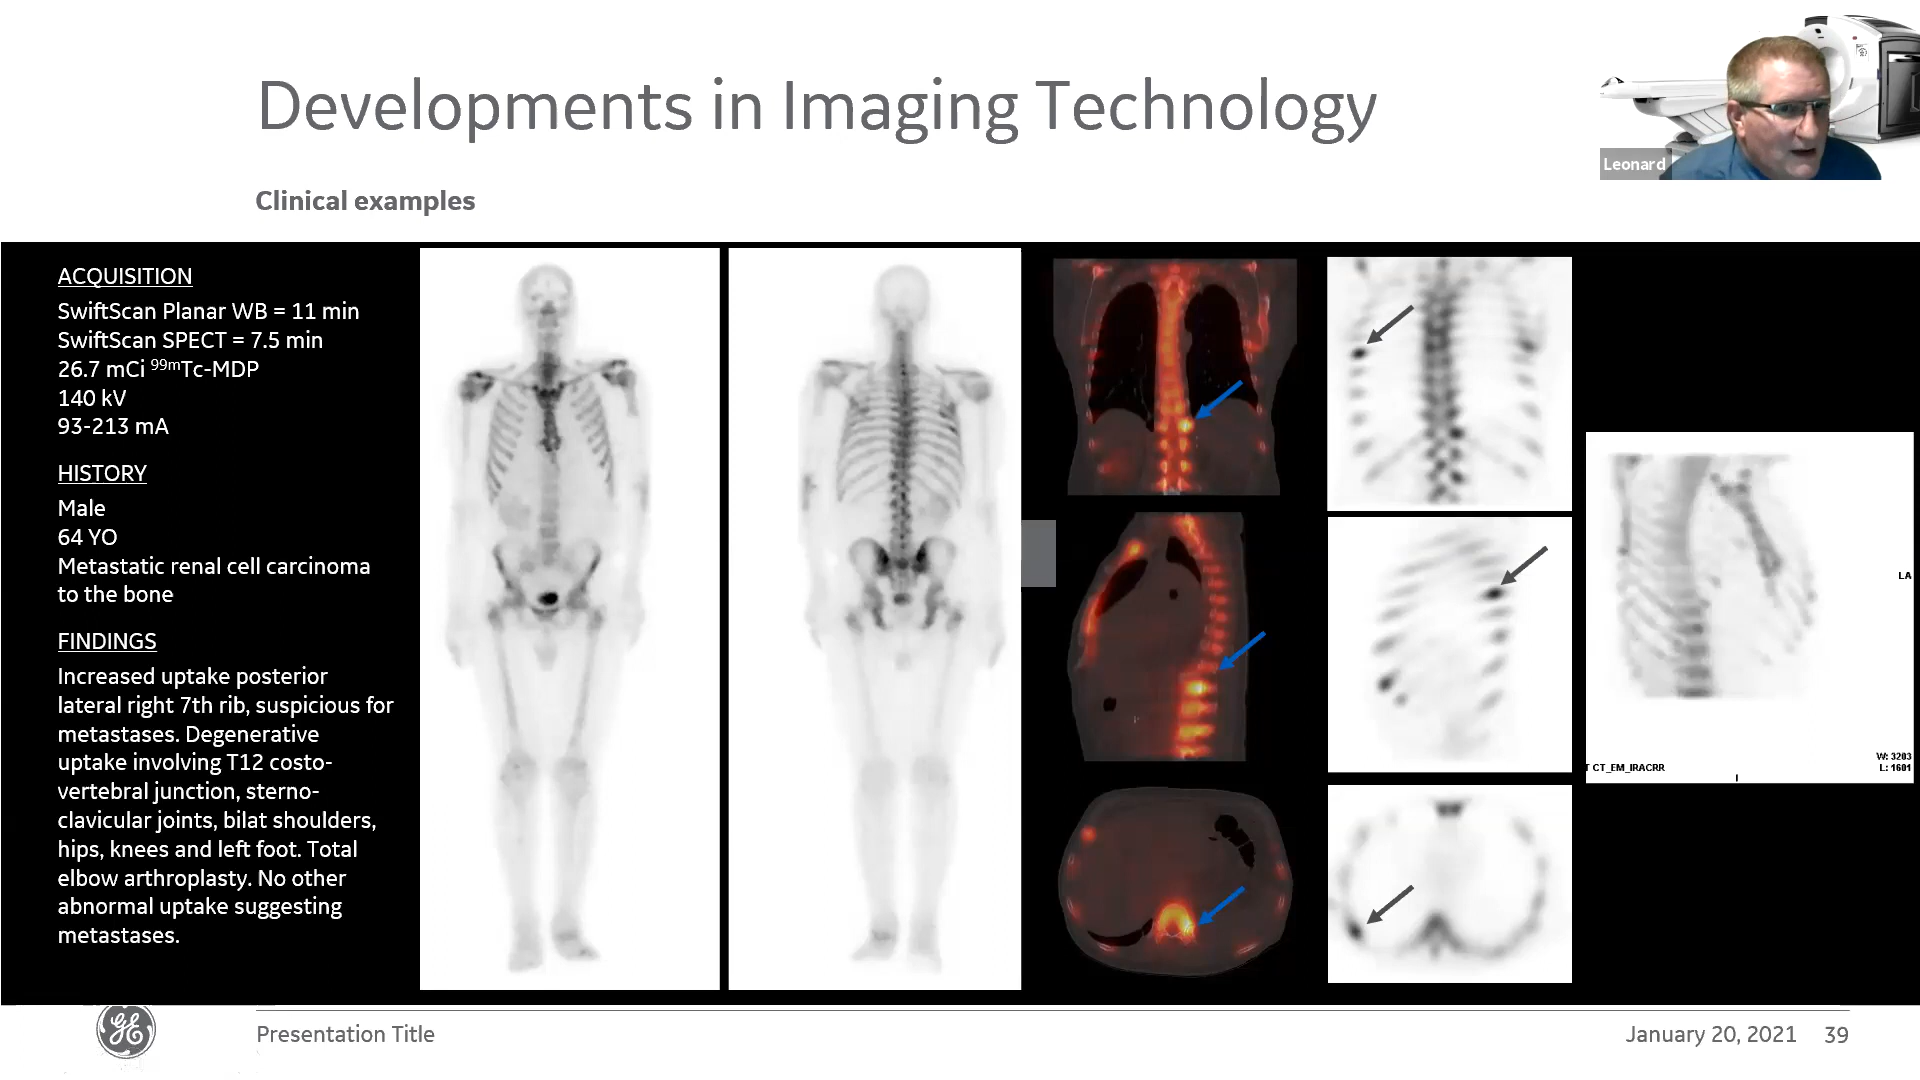 Developments in Imaging Technology
Leonard
Clinical examples
ACQUISITION
SwiftScan Planar WB = 11 min
SwiftScan SPECT = 7.5 min
26.7 mCi ⁹⁹ᵐTc-MDP
140 kV
93-213 mA
HISTORY
Male
64 YO
Metastatic renal cell carcinoma
to the bone
FINDINGS
Increased uptake posterior
lateral right 7th rib, suspicious for
metastases. Degenerative
uptake involving T12 costo-
vertebral junction, sterno-
clavicular joints, bilat shoulders,
hips, knees and left foot. Total
elbow arthroplasty. No other
abnormal uptake suggesting
metastases.
LA
W: 3203
L: 1601
T CT_EM_IRACRR
GE
Presentation Title
January 20, 2021
39